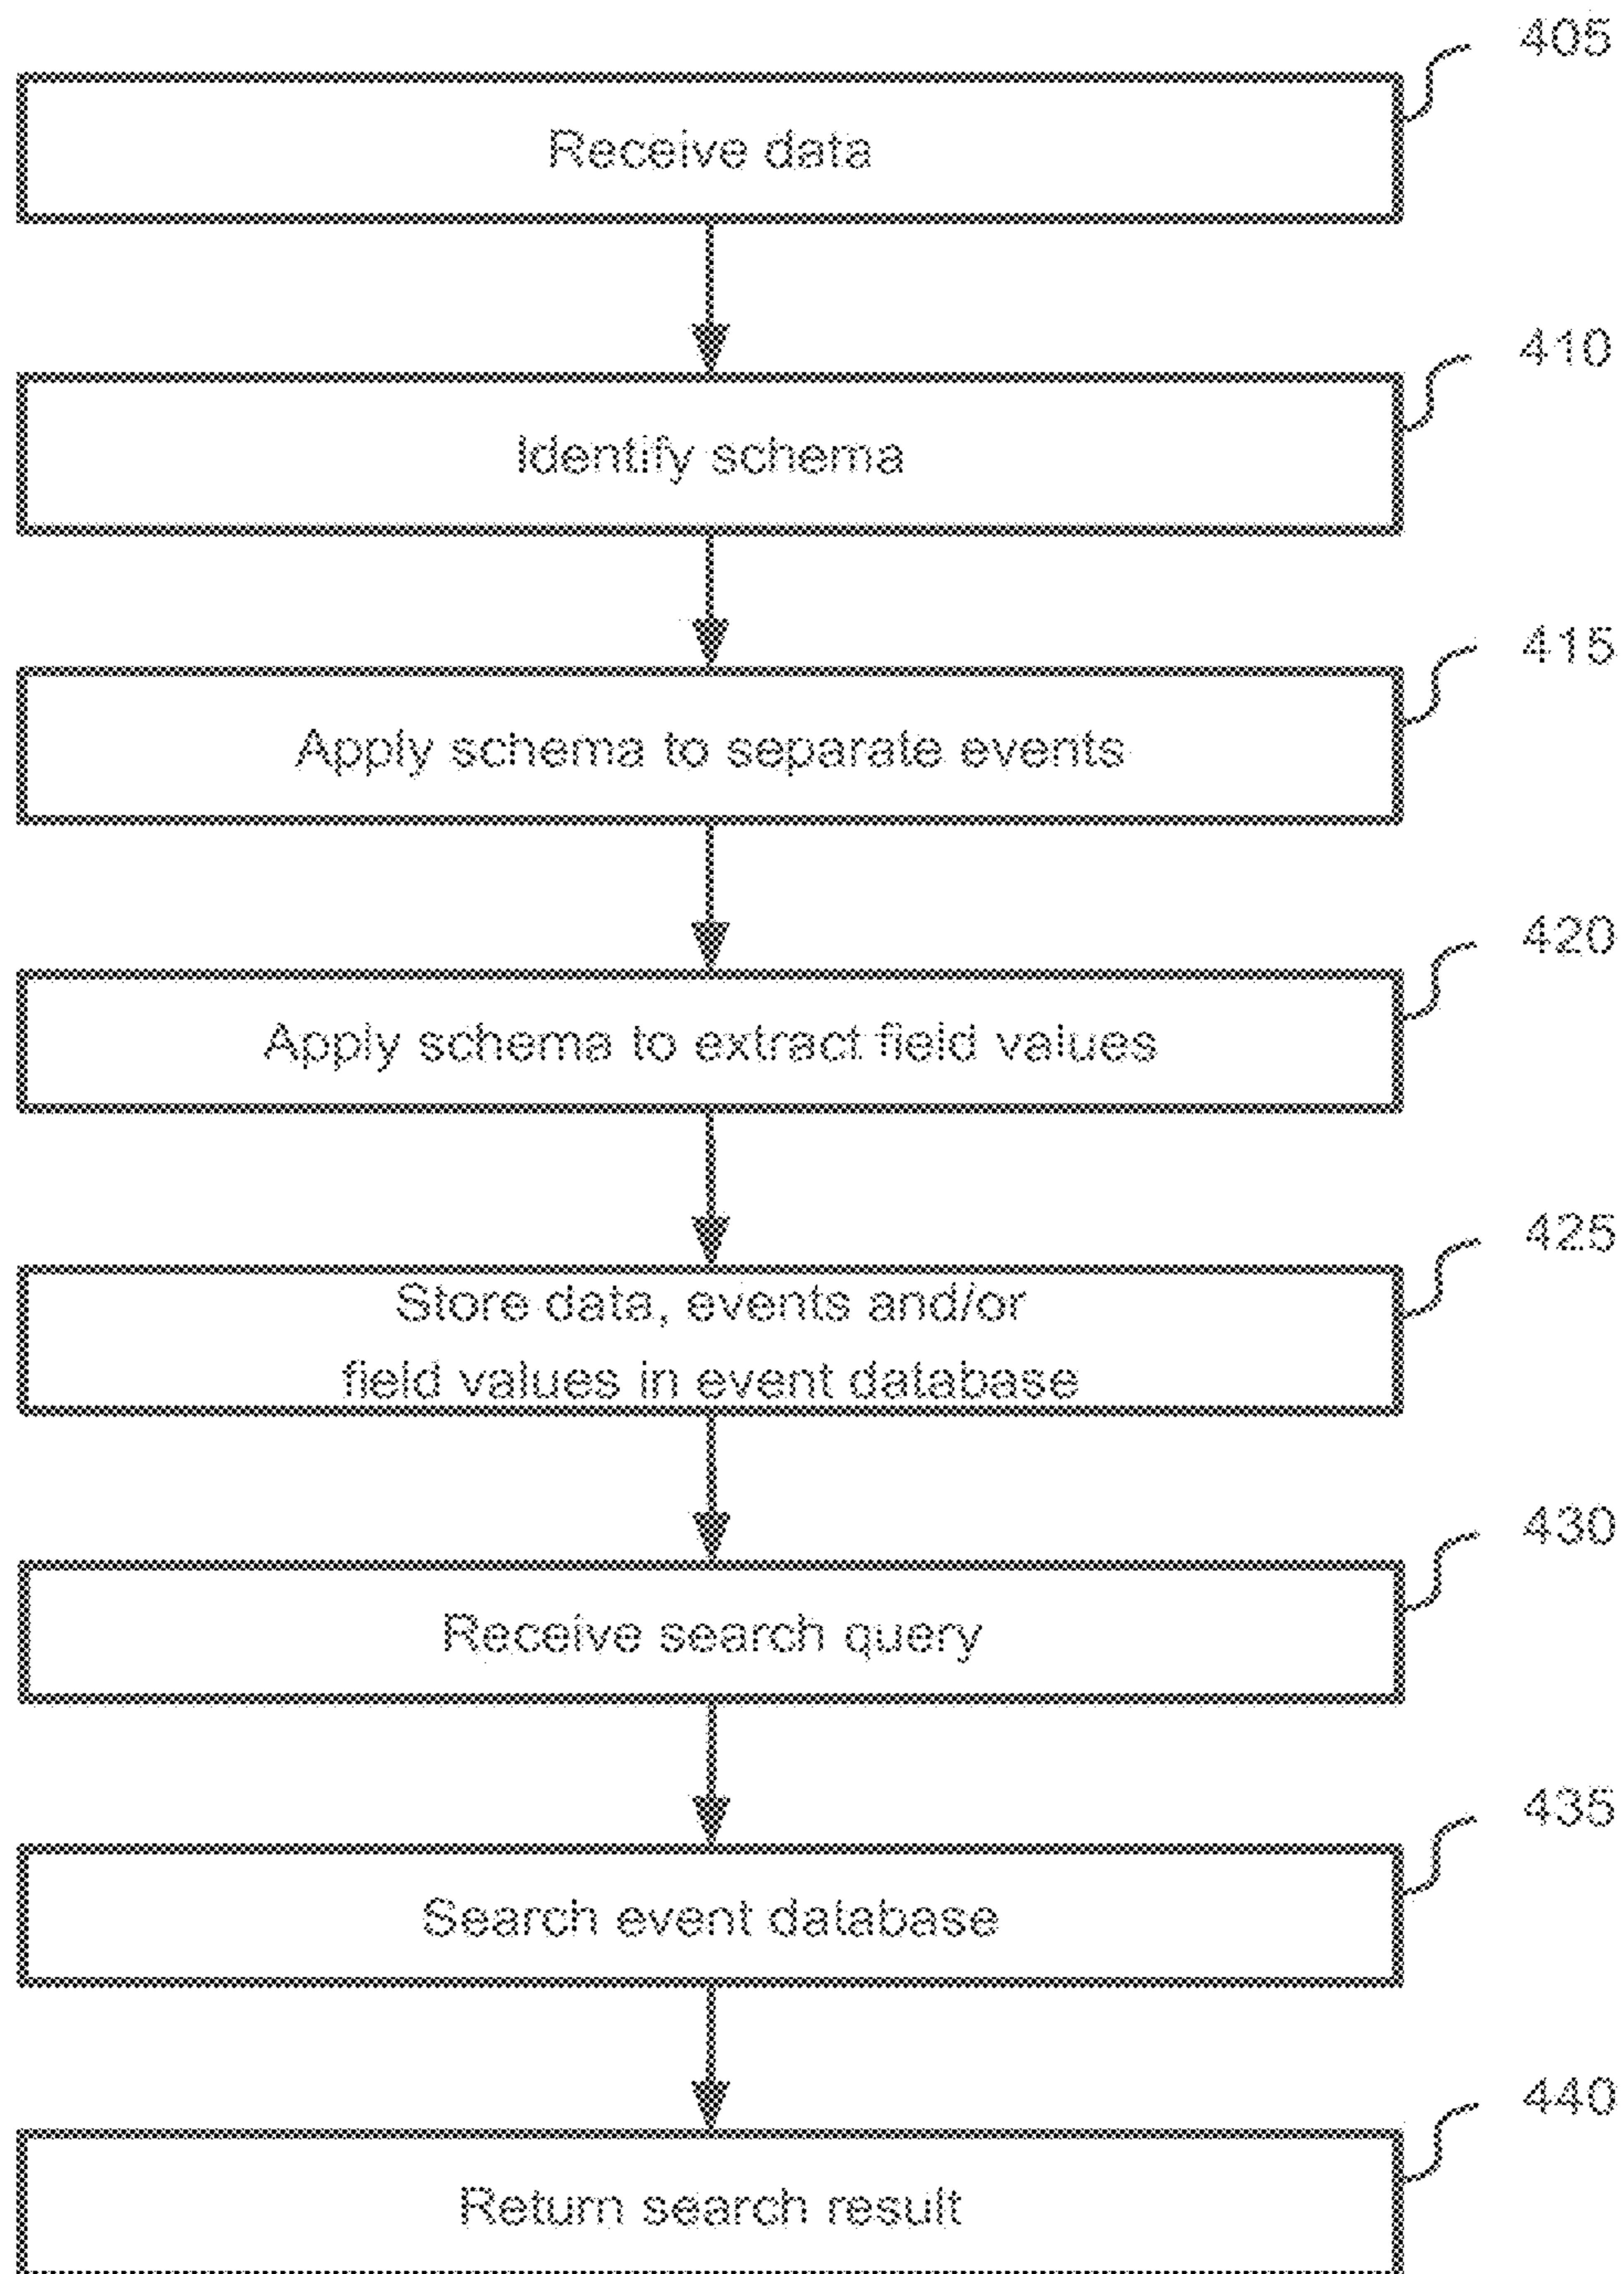 405
Receive data
410
Identify schema
415
Apply schema to separate events
420
Apply schema to extract field values
425
Store data, events and/or
field values in event database
430
Receive search query
435
Search event database
440
Return search result